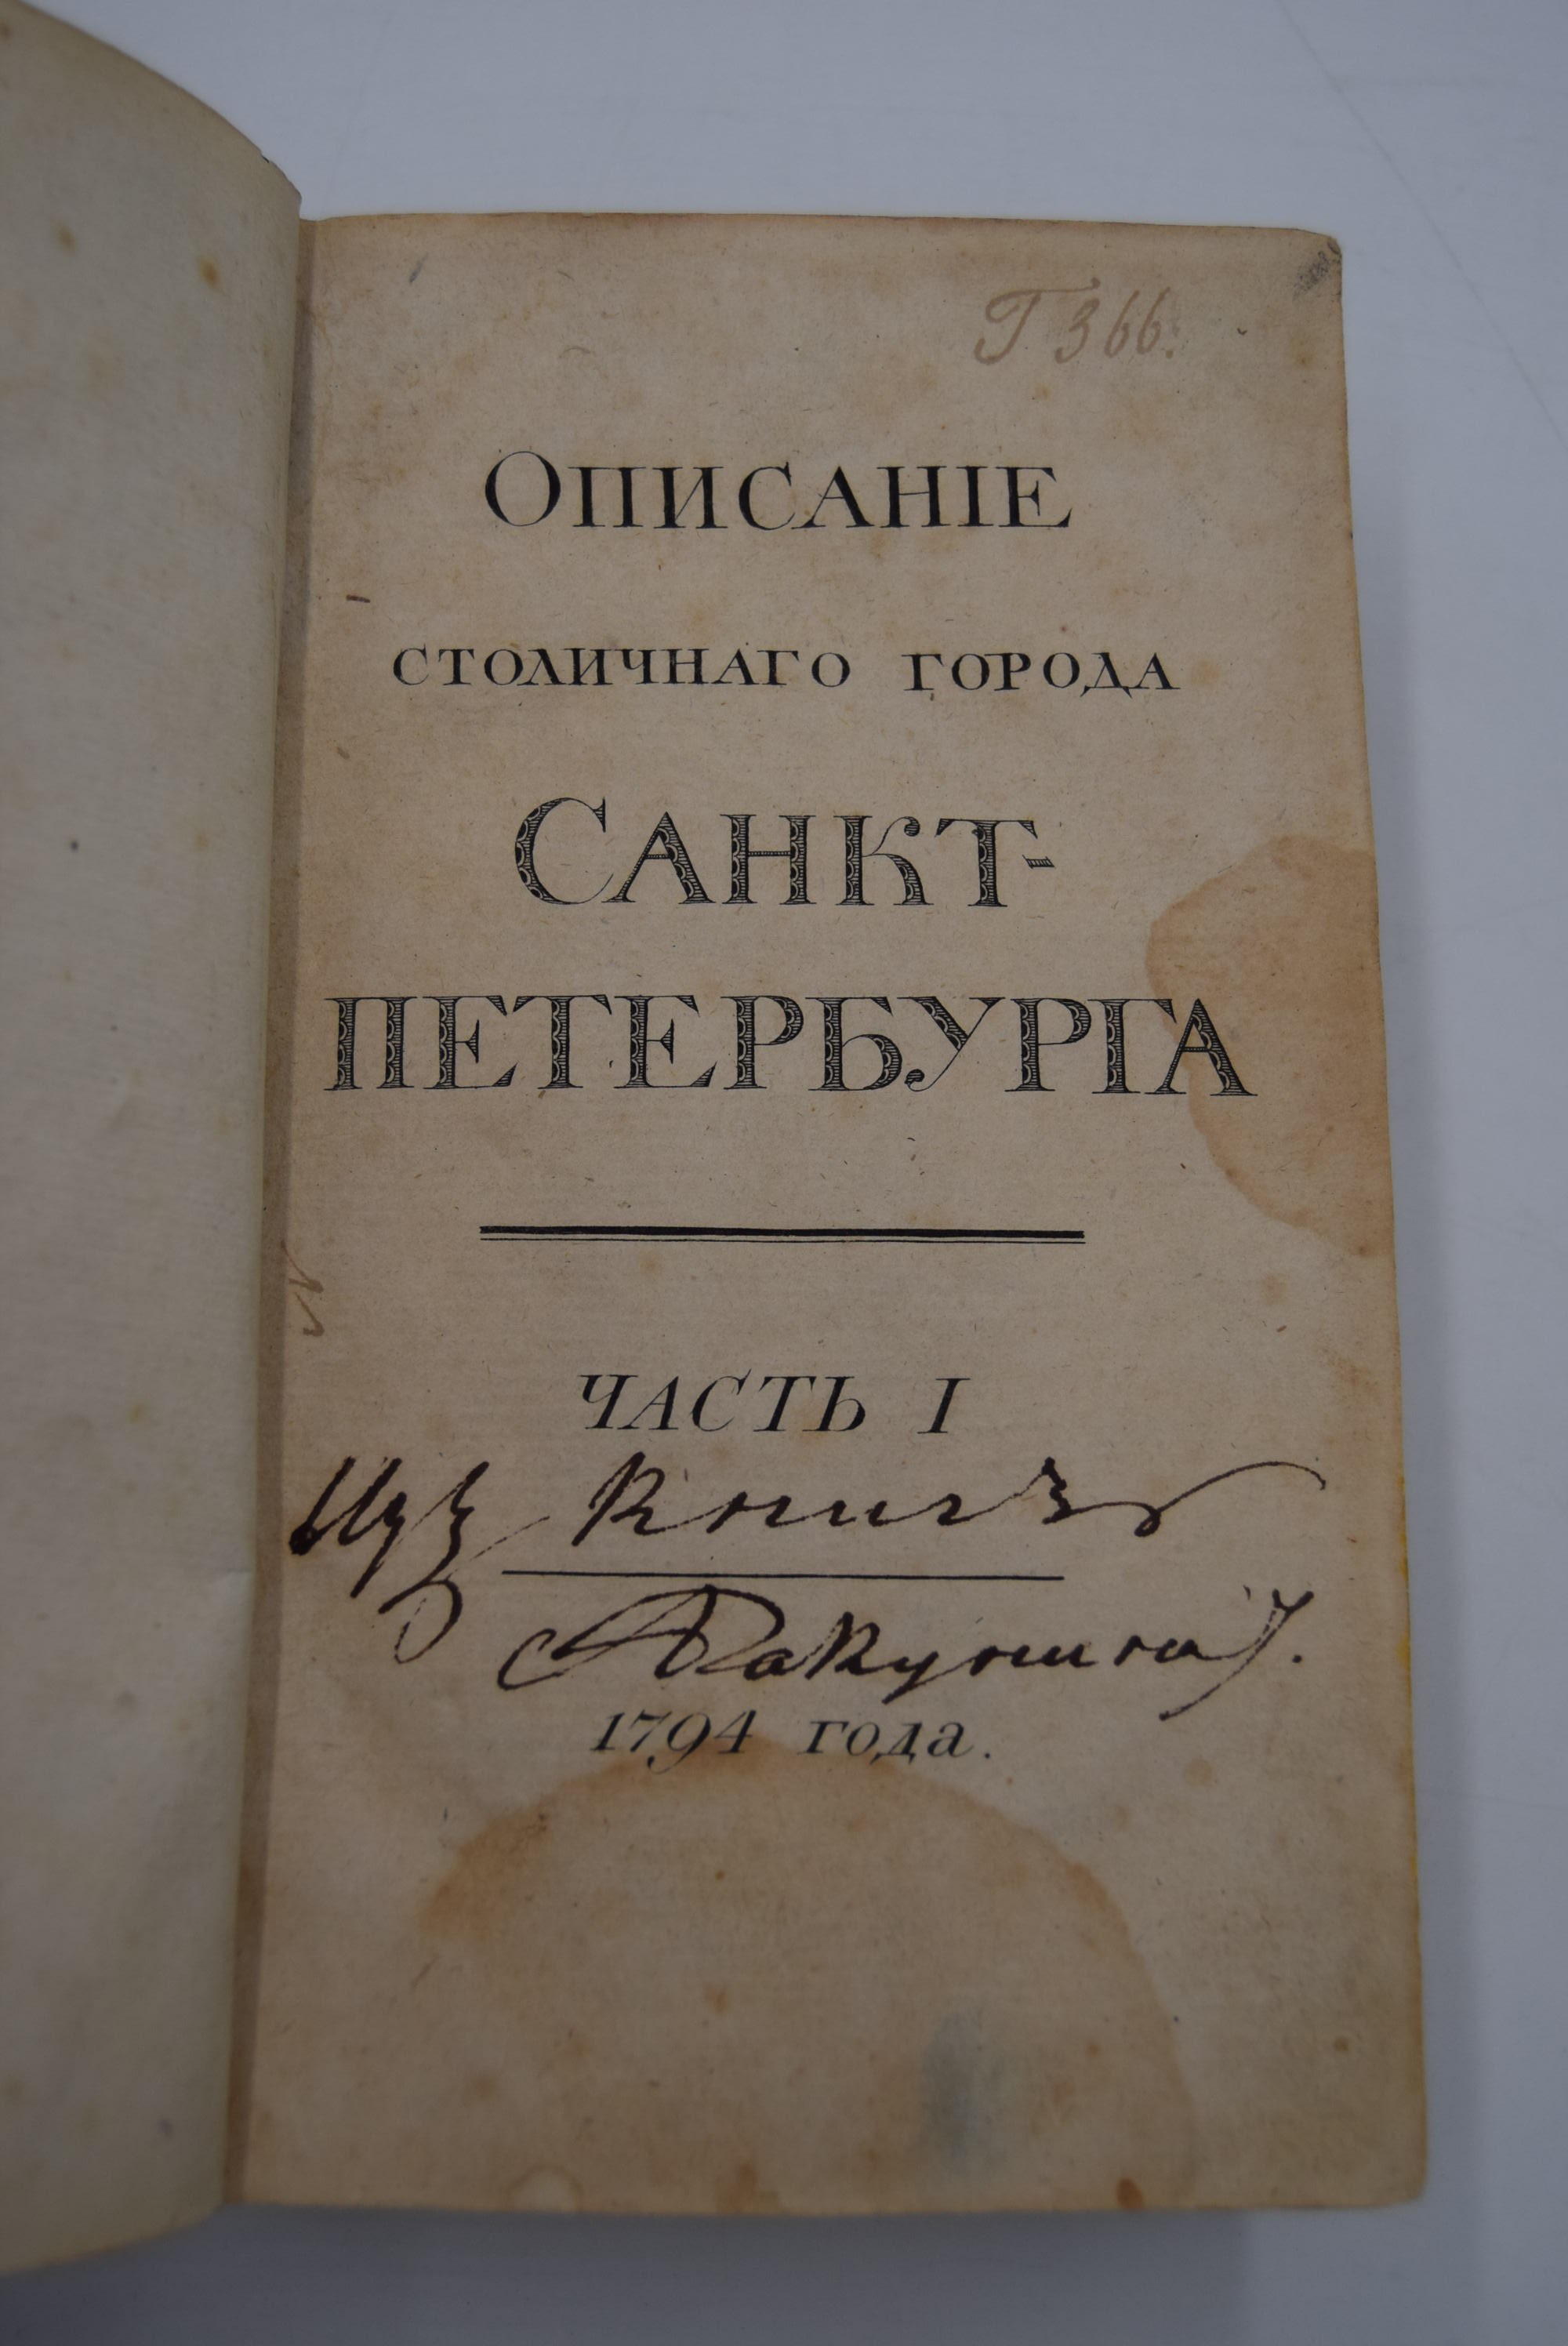 Г 366.
ОПИСАНІЕ
СТОЛИЧНАГО ГОРОДА
САНКТ-
ПЕТЕРБУРГА
ЧАСТЬ I
Изъ книгъ
Бакунина.
1794 года.